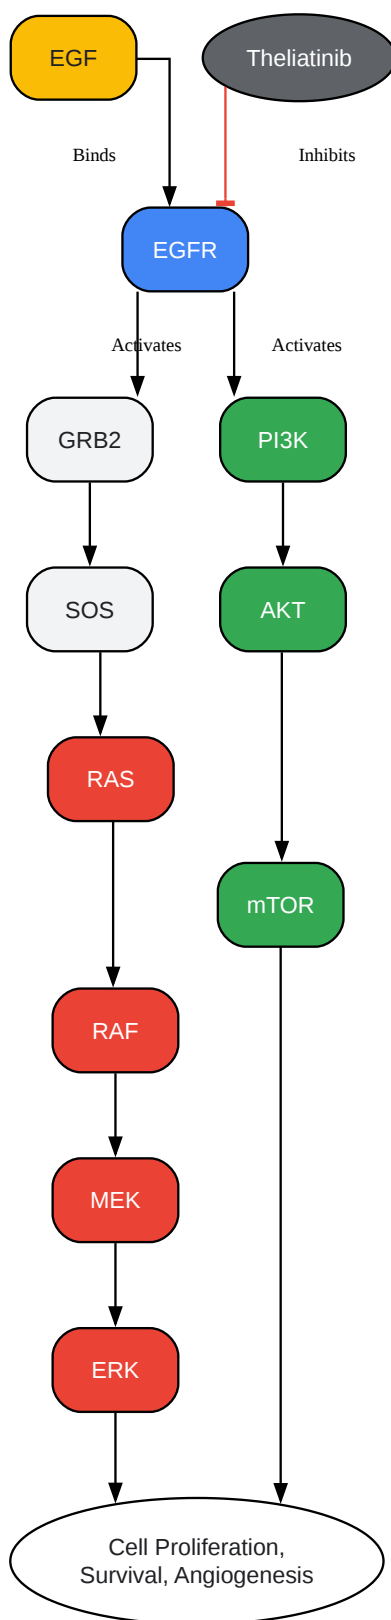 EGF
Theliatinib
Binds
Inhibits
EGFR
Activates
Activates
GRB2
PI3K
SOS
AKT
RAS
mTOR
RAF
MEK
ERK
Cell Proliferation,
Survival, Angiogenesis